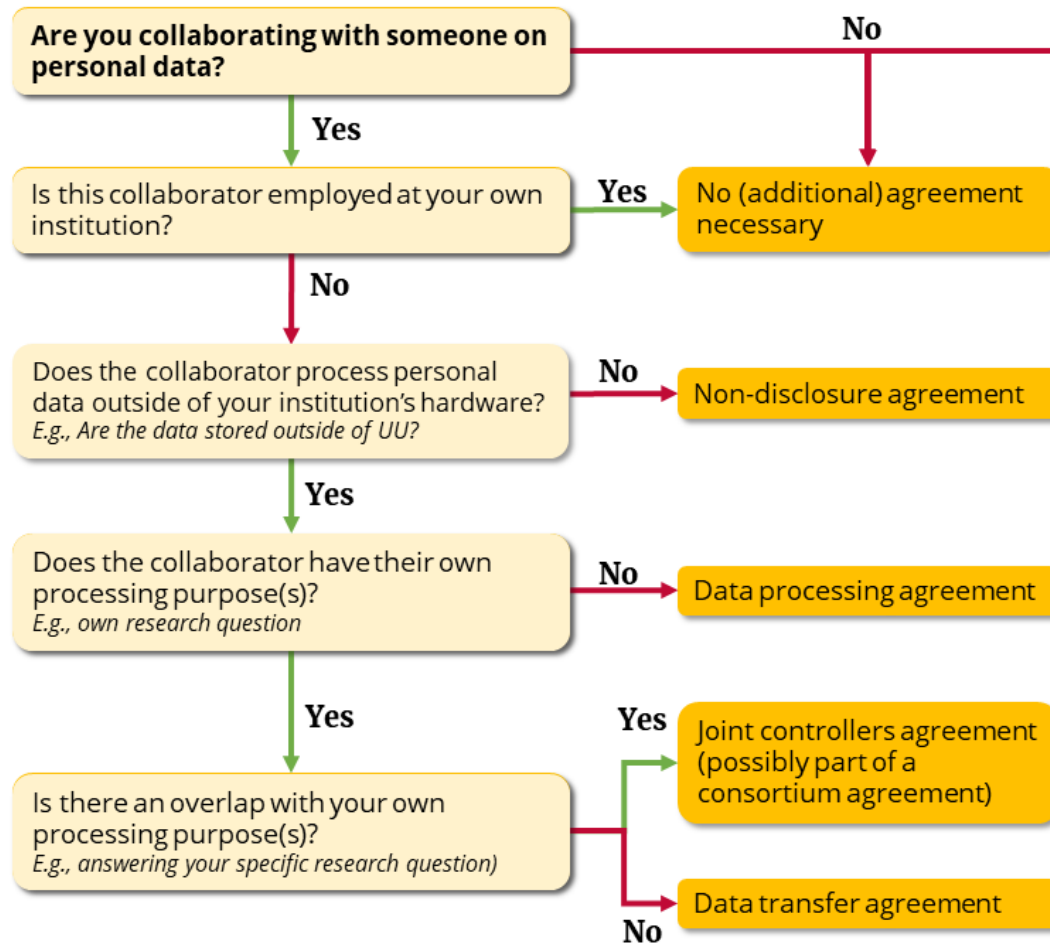 Are you collaborating with someone on
personal data?
No
Yes
Is this collaborator employed at your own
institution?
Yes
No (additional) agreement
necessary
No
Does the collaborator process personal
data outside of your institution's hardware?
E.g., Are the data stored outside of UU?
No
Non-disclosure agreement
Yes
Does the collaborator have their own
processing purpose(s)?
E.g., own research question
No
Data processing agreement
Yes
Is there an overlap with your own
processing purpose(s)?
E.g., answering your specific research question)
Yes
Joint controllers agreement
(possibly part of a
consortium agreement)
No
Data transfer agreement